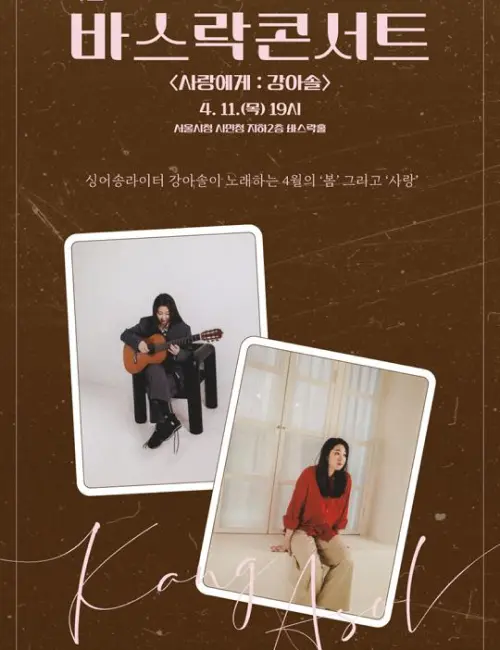 바스락콘서트
<사랑에게 : 강아솔>
4. 11.(목) 19시
서울시청 시민청 지하2층 바스락홀
싱어송라이터 강아솔이 노래하는 4월의 '봄' 그리고 '사랑'
Kang
Asol